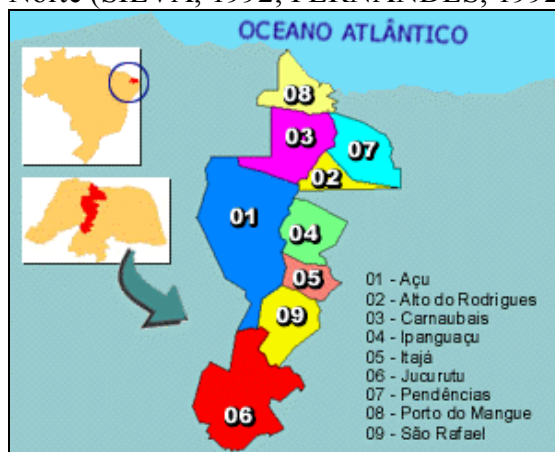 Norte (SILVA, 1992; FERNANDES, 1992
OCEANO ATLÂNTICO
08
03
07
02
01
04
05
09
06
01 - Açu
02 - Alto do Rodrigues
03 - Carnaubais
04 - Ipanguaçu
05 - Itajá
06 - Jucurutu
07 - Pendências
08 - Porto do Mangue
09 - São Rafael